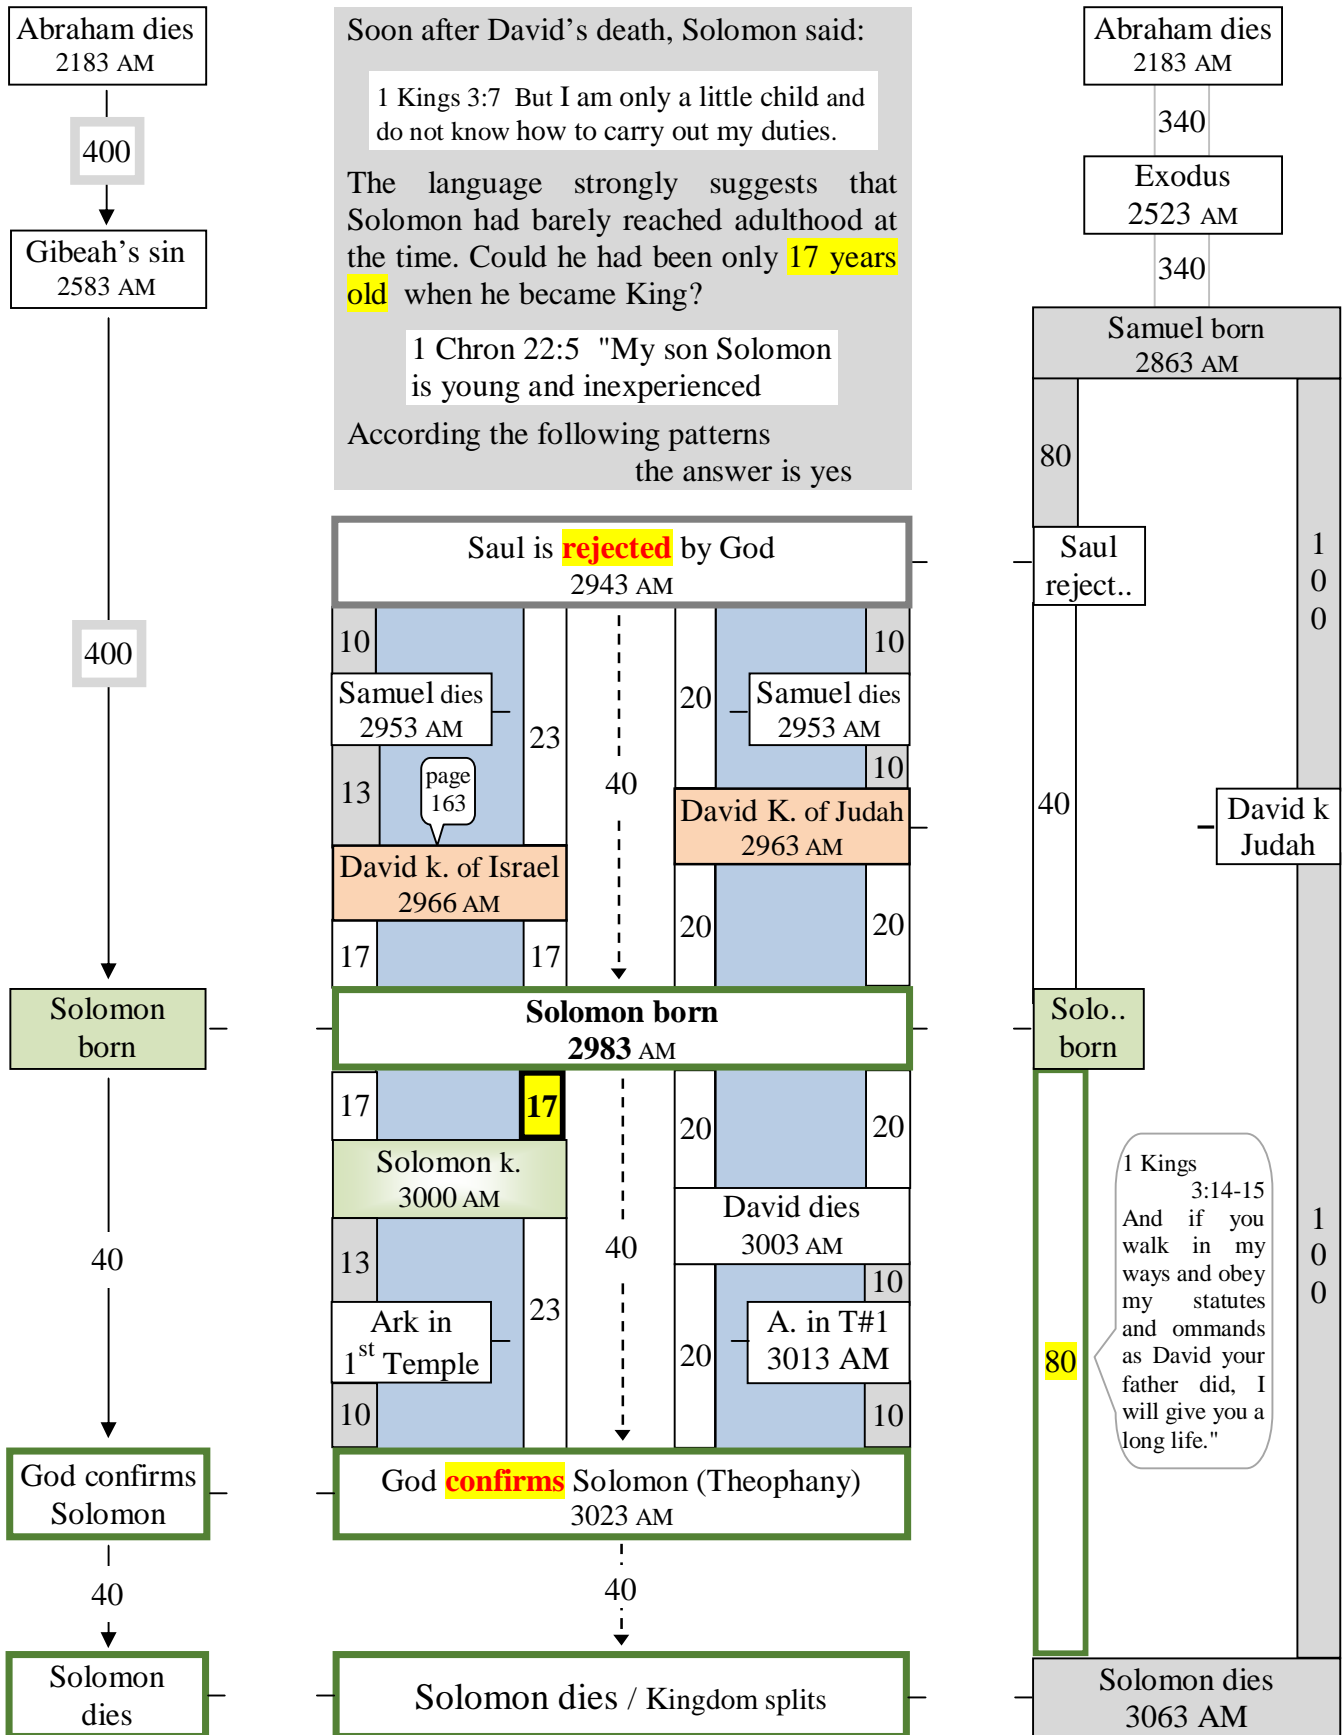 Abraham dies
2183 AM
400
Gibeah's sin
2583 AM
400
Solomon
born
40
God confirms
Solomon
40
Solomon
dies
Soon after David's death, Solomon said:
1 Kings 3:7 But I am only a little child and
do not know how to carry out my duties.
The language strongly suggests that
Solomon had barely reached adulthood at
the time. Could he had been only 17 years
old when he became King?
1 Chron 22:5 "My son Solomon
is young and inexperienced
According the following patterns
the answer is yes
Saul is rejected by God
2943 AM
10
10
Samuel dies
2953 AM
20
Samuel dies
2953 AM
23
40
10
13
page
163
David K. of Judah
2963 AM
David k. of Israel
2966 AM
20
20
17
17
Solomon born
2983 AM
17
17
20
20
Solomon k.
3000 AM
David dies
3003 AM
40
13
10
23
Ark in
1st Temple
A. in T#1
3013 AM
20
10
10
God confirms Solomon (Theophany)
3023 AM
40
Solomon dies / Kingdom splits
Abraham dies
2183 AM
340
Exodus
2523 AM
340
Samuel born
2863 AM
80
Saul
reject..
1
0
0
40
David k
Judah
Solo..
born
1 Kings
3:14-15
And if you
walk in my
ways and obey
my statutes
and ommands
as David your
father did, I
will give you a
long life."
80
1
0
0
Solomon dies
3063 AM